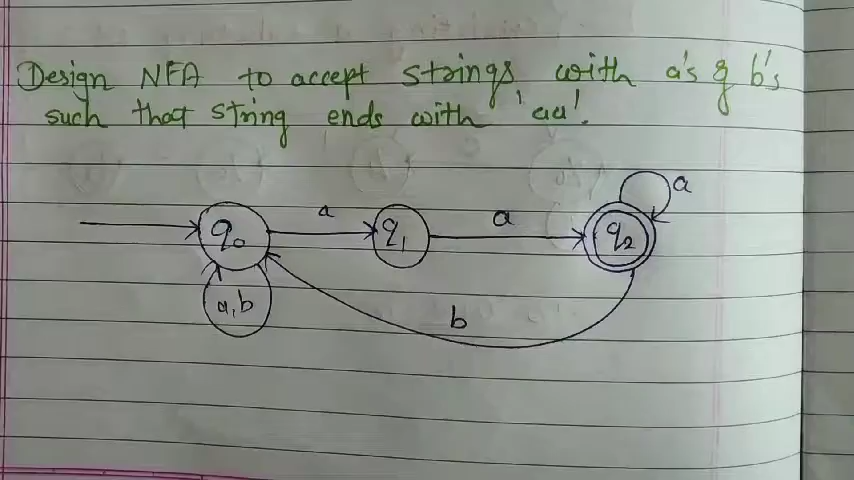 Design NFA to accept strings with a's & b's
such that string ends with 'aa'.
a
a
a
q₀
q₁
q₂
a,b
b